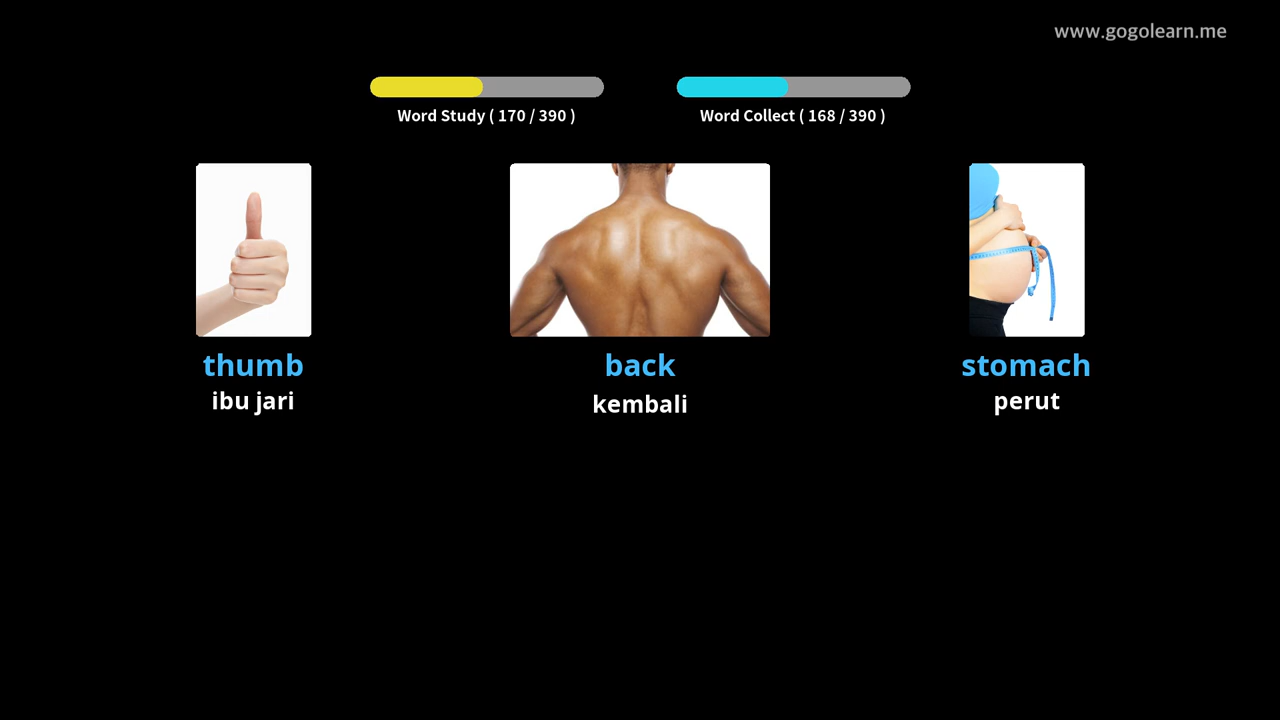 www.gogolearn.me
Word Study ( 170 / 390 )
Word Collect ( 168 / 390 )
thumb
ibu jari
back
kembali
stomach
perut